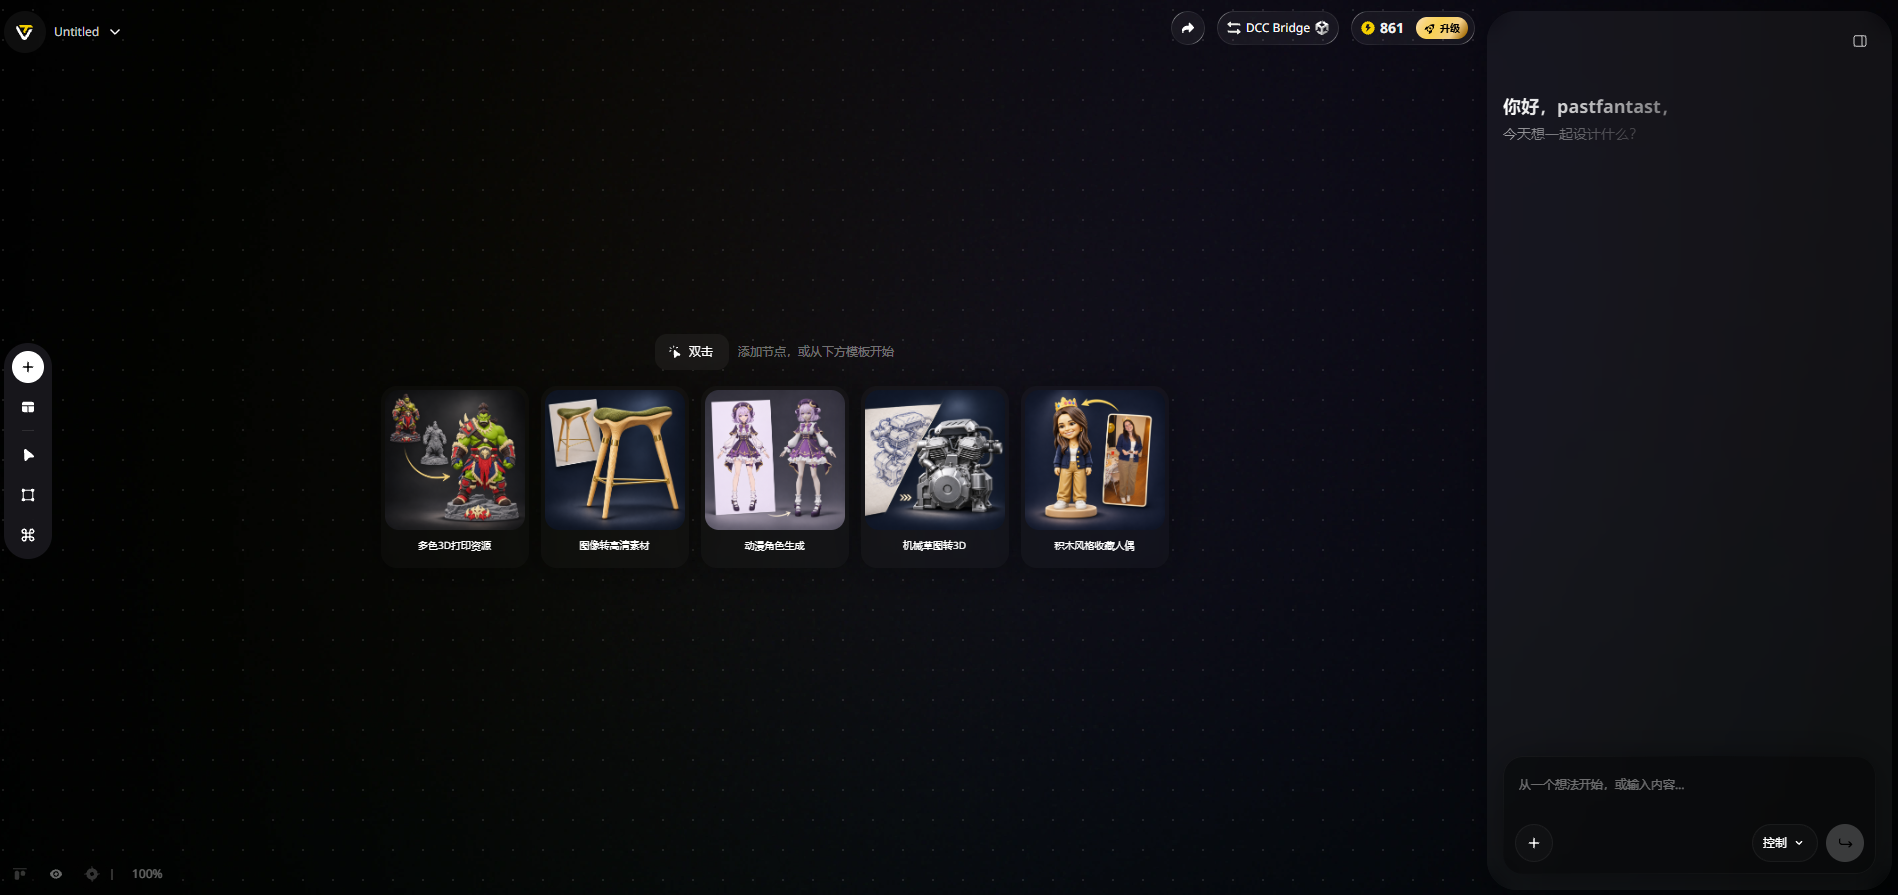 Untitled
DCC Bridge
861
升级
你好，pastfantast，
今天想一起设计什么？
双击
添加节点，或从下方模板开始
多色3D打印资源
图像转高清素材
动漫角色生成
机械草图转3D
积木风格收藏人偶
从一个想法开始，或输入内容...
控制
100%